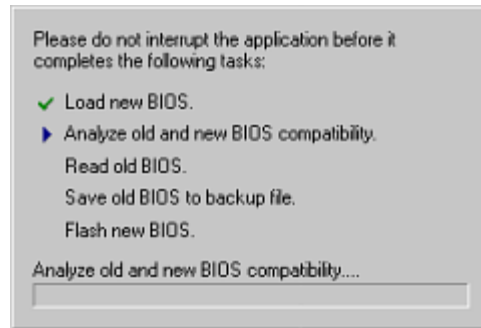 Please do not interrupt the application before it
completes the following tasks:
Load new BIOS.
Analyze old and new BIOS compatibility.
Read old BIOS.
Save old BIOS to backup file.
Flash new BIOS.
Analyze old and new BIOS compatibility....